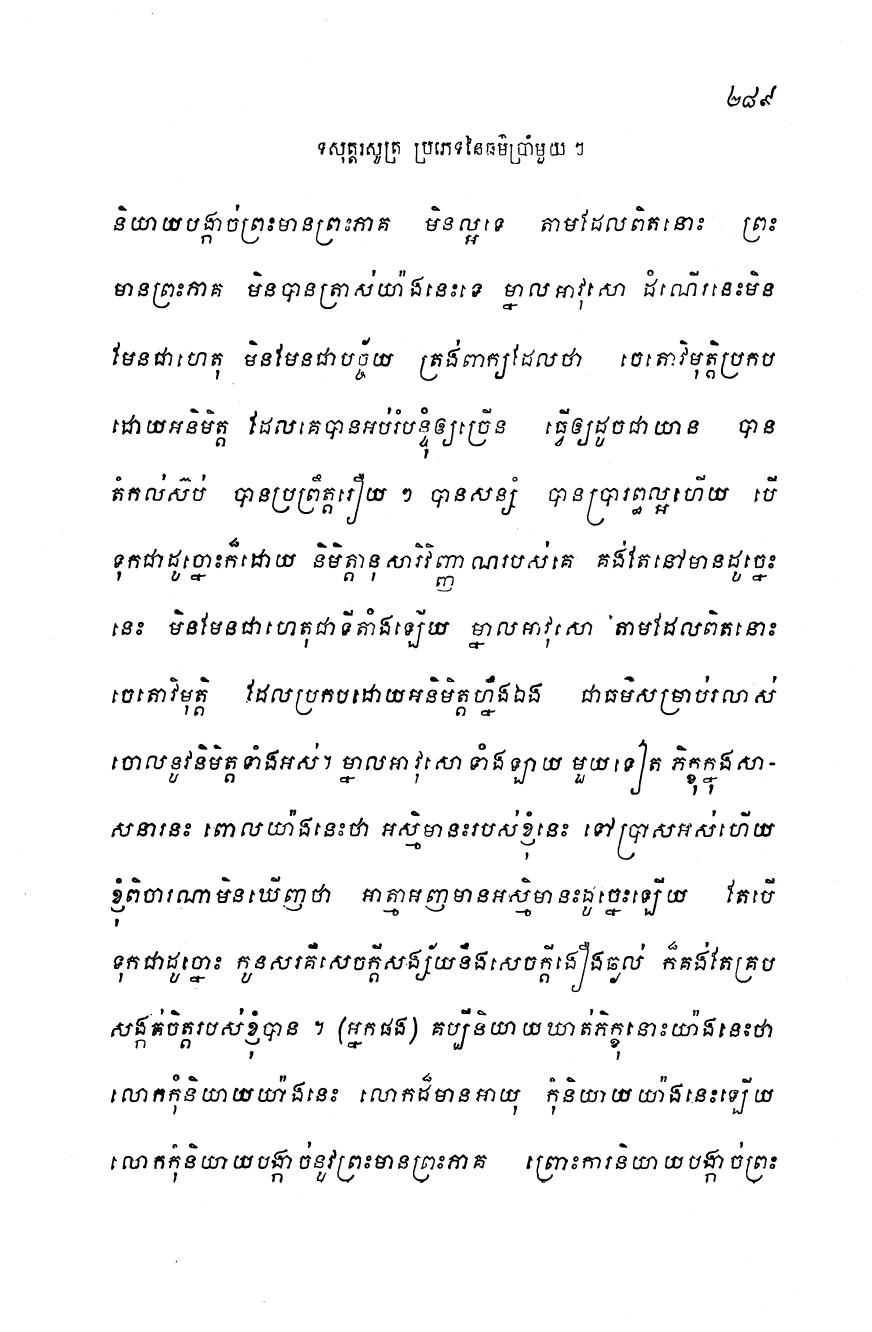 ២៨៩
ទសុត្តរសូត្រ ប្រភេទនៃធម៌ប្រាំមួយ ៗ
និយាយបង្កាច់ព្រះមានព្រះភាគ មិនល្អទេ តាមដែលពិតនោះ ព្រះ
មានព្រះភាគ មិនបានត្រាស់យ៉ាងនេះទេ ម្នាលអាវុសោ ដំណើរនេះមិន
មែនជាហេតុ មិនមែនជាបច្ច័យ ត្រង់ពាក្យដែលថា ចេតោវិមុត្តិប្រកប
ដោយអនិមិត្ត ដែលគេបានអប់រំបន្ទុំឲ្យច្រើន ធ្វើឲ្យដូចជាយាន បាន
តំកល់ស៊ប់ បានប្រព្រឹត្តរឿយ ៗ បានសន្សំ បានប្រារព្ធល្អហើយ បើ
ទុកជាដូច្នោះក៏ដោយ និមិត្តានុសារិវិញ្ញាណរបស់គេ គង់តែនៅមានដូច្នេះ
នេះ មិនមែនជាហេតុជាទីតាំងឡើយ ម្នាលអាវុសោ តាមដែលពិតនោះ
ចេតោវិមុត្តិ ដែលប្រកបដោយអនិមិត្តហ្នឹងឯង ជាធម៌សម្រាប់រលាស់
ចោលនូវនិមិត្តទាំងអស់។ ម្នាលអាវុសោទាំងឡាយ មួយទៀត ភិក្ខុក្នុងសា-
សនានេះ ពោលយ៉ាងនេះថា អស្មិមានះរបស់ខ្ញុំនេះ ទៅប្រាសអស់ហើយ
ខ្ញុំពិចារណាមិនឃើញថា អាត្មាអញមានអស្មិមានះដូច្នេះឡើយ តែបើ
ទុកជាដូច្នោះ កូនសរគឺសេចក្តីសង្ស័យនឹងសេចក្តីងឿងឆ្ងល់ ក៏គង់តែគ្រប
សង្កត់ចិត្តរបស់ខ្ញុំបាន ។ (អ្នកផង) គប្បីនិយាយឃាត់ភិក្ខុនោះយ៉ាងនេះថា
លោកកុំនិយាយយ៉ាងនេះ លោកដ៏មានអាយុ កុំនិយាយយ៉ាងនេះឡើយ
លោកកុំនិយាយបង្កាច់នូវព្រះមានព្រះភាគ ព្រោះការនិយាយបង្កាច់ព្រះ